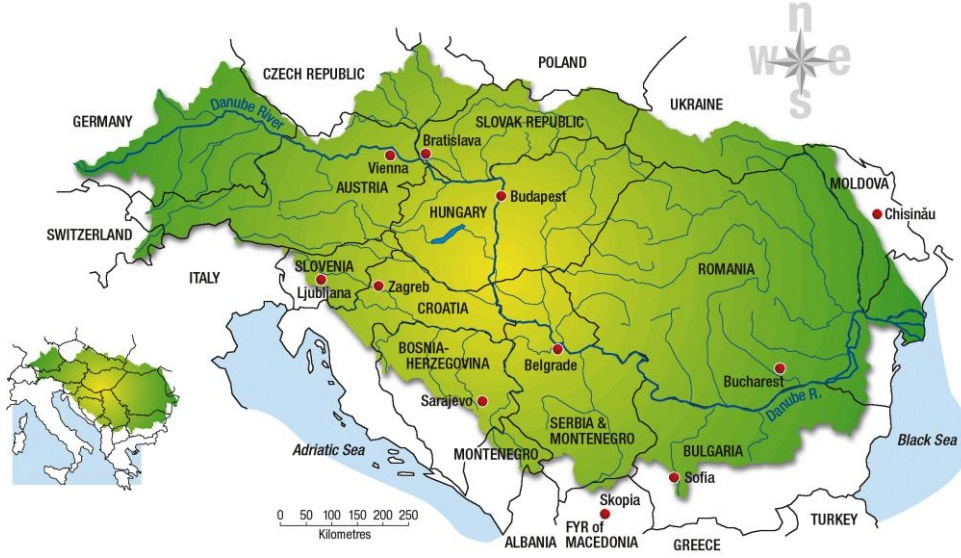 n
w e
s
POLAND
CZECH REPUBLIC
UKRAINE
GERMANY
Danube River
SLOVAK REPUBLIC
Bratislava
Vienna
MOLDOVA
AUSTRIA
Budapest
HUNGARY
Chisinău
SWITZERLAND
ITALY
SLOVENIA
Ljubljana
Zagreb
ROMANIA
CROATIA
BOSNIA-
HERZEGOVINA
Belgrade
Bucharest
Danube R.
Sarajevo
SERBIA &
MONTENEGRO
Adriatic Sea
MONTENEGRO
BULGARIA
Black Sea
Sofia
Skopia
0 50 100 150 200 250
Kilometres
ALBANIA
FYR of
MACEDONIA
GREECE
TURKEY